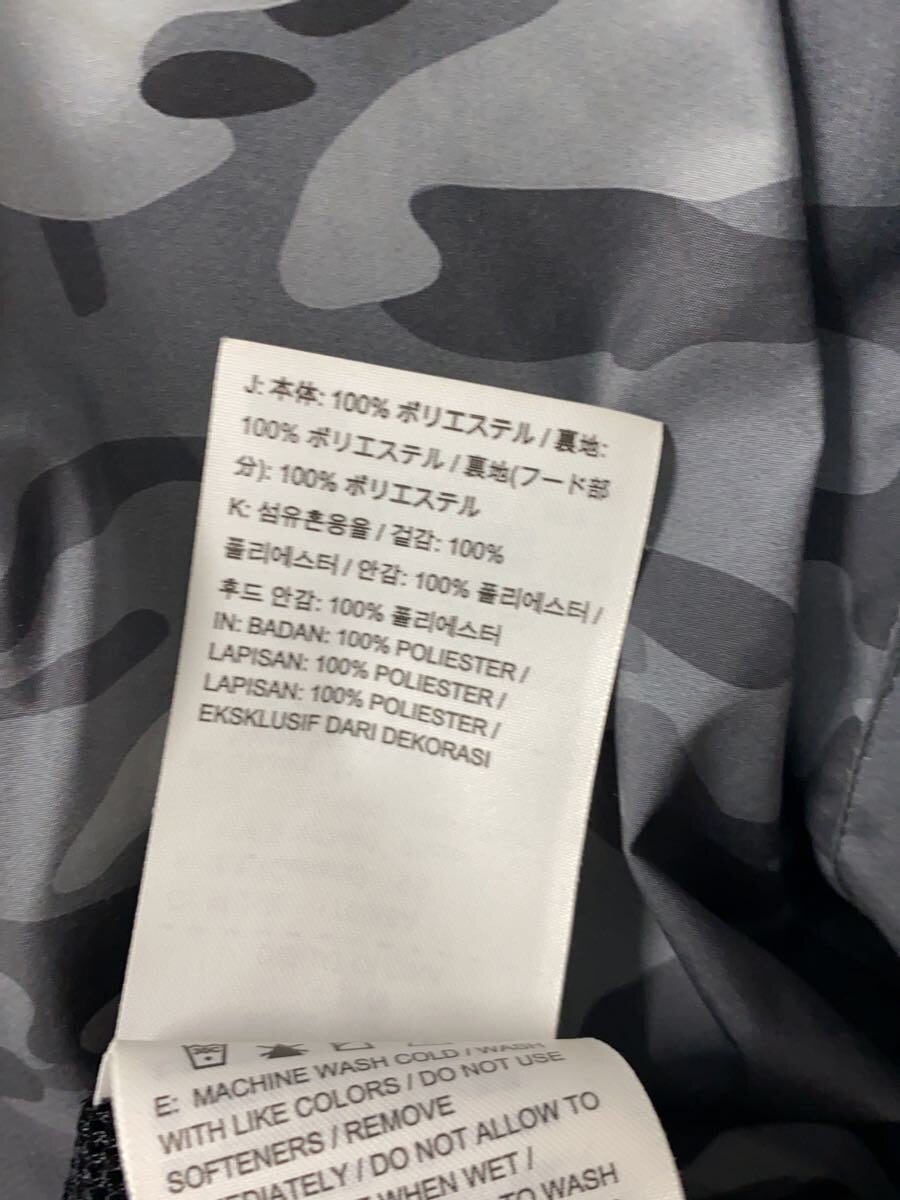 J: 本体: 100% ポリエステル / 裏地:
100% ポリエステル / 裏地(フード部
分): 100% ポリエステル
K: 섬유혼용율 / 겉감: 100%
폴리에스터 / 안감: 100% 폴리에스터 /
후드 안감: 100% 폴리에스터
IN: BADAN: 100% POLIESTER /
LAPISAN: 100% POLIESTER /
LAPISAN: 100% POLIESTER /
EKSKLUSIF DARI DEKORASI
E: MACHINE WASH COLD / WASH
WITH LIKE COLORS / DO NOT USE
SOFTENERS / REMOVE
/ DO NOT ALLOW TO
WHEN WET /
TO WASH